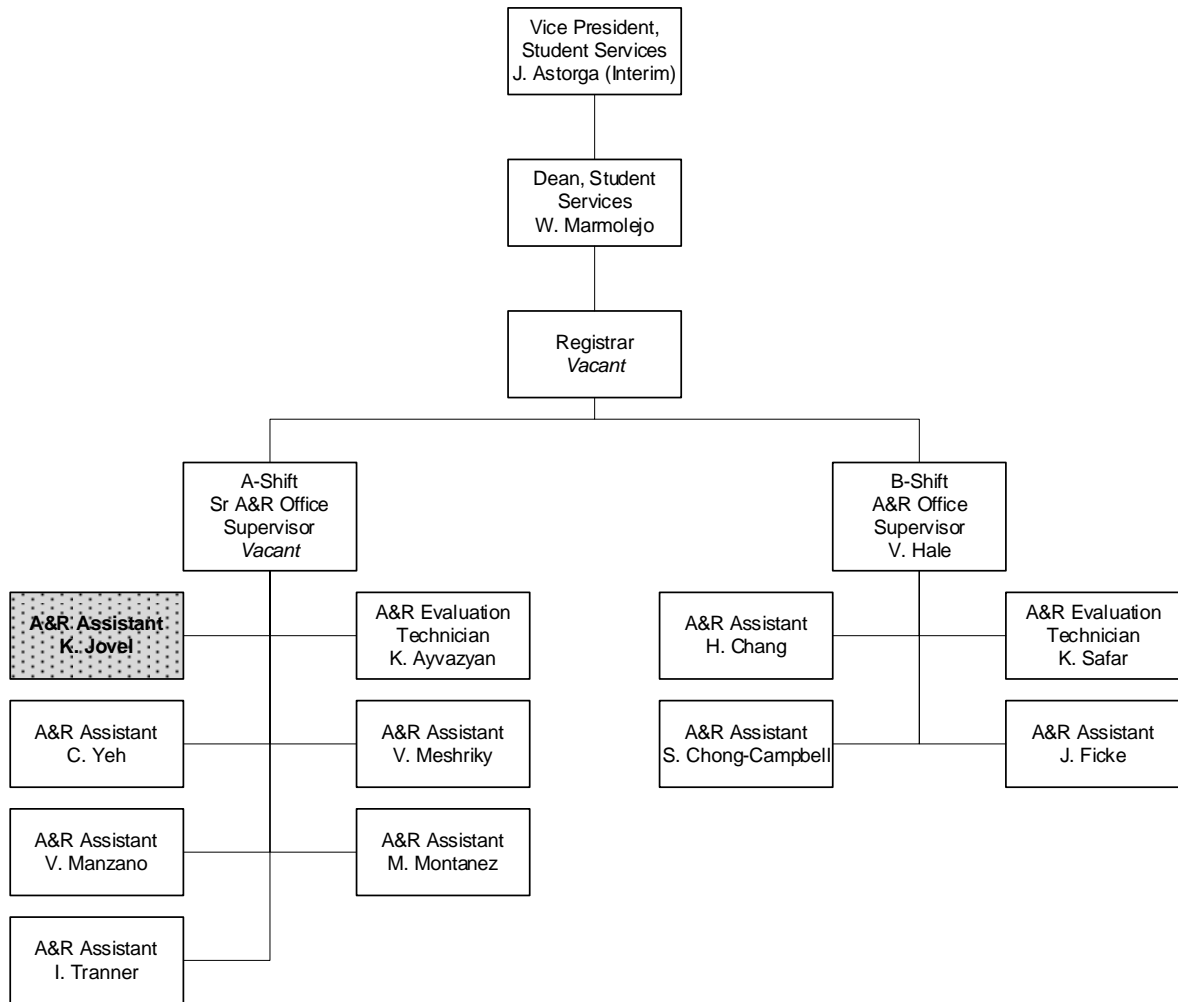 Vice President,
Student Services
J. Astorga (Interim)
Dean, Student
Services
W. Marmolejo
Registrar
Vacant
A-Shift
Sr A&R Office
Supervisor
Vacant
B-Shift
A&R Office
Supervisor
V. Hale
A&R Assistant
K. Jovel
A&R Evaluation
Technician
K. Ayvazyan
A&R Assistant
H. Chang
A&R Evaluation
Technician
K. Safar
A&R Assistant
C. Yeh
A&R Assistant
V. Meshriky
A&R Assistant
S. Chong-Campbell
A&R Assistant
J. Ficke
A&R Assistant
V. Manzano
A&R Assistant
M. Montanez
A&R Assistant
I. Tranner